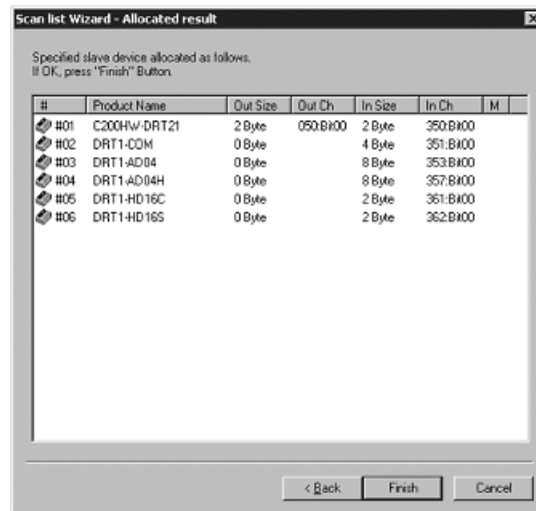 Scan list Wizard - Allocated result
Specified slave device allocated as follows.
If OK, press "Finish" Button.
# Product Name Out Size Out Ch In Size In Ch M
#01 C200HW-DRT21 2 Byte 050:Bit00 2 Byte 350:Bit00
#02 DRT1-COM 0 Byte 4 Byte 351:Bit00
#03 DRT1-AD04 0 Byte 8 Byte 353:Bit00
#04 DRT1-AD04H 0 Byte 8 Byte 357:Bit00
#05 DRT1-HD16C 0 Byte 2 Byte 361:Bit00
#06 DRT1-HD16S 0 Byte 2 Byte 362:Bit00
< Back Finish Cancel